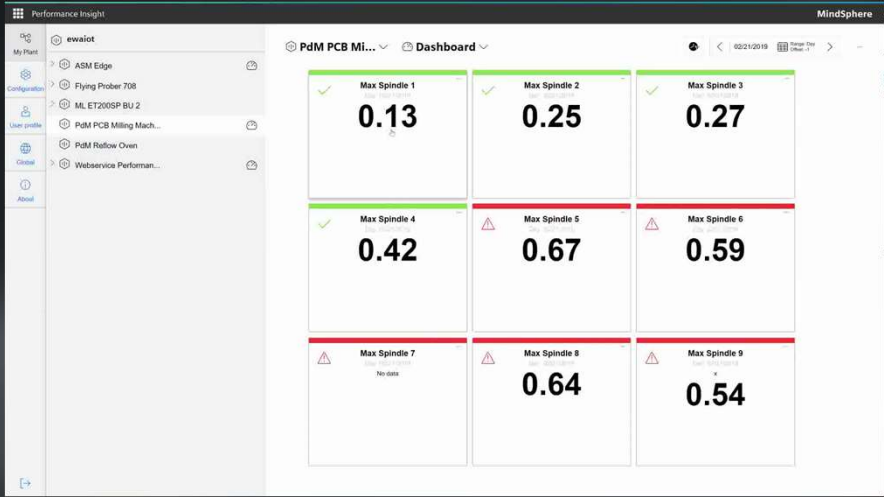 Performance Insight
MindSphere
My Plant
Configuration
User profile
Global
About
ewaiot
ASM Edge
Flying Prober 708
ML ET200SP BU 2
PdM PCB Milling Mach...
PdM Reflow Oven
Webservice Performan...
PdM PCB Mi... Dashboard
02/21/2019
Range: Day
Offset: -1
Max Spindle 1
0.13
Max Spindle 2
0.25
Max Spindle 3
0.27
Max Spindle 4
0.42
Max Spindle 5
0.67
Max Spindle 6
0.59
Max Spindle 7
No data
Max Spindle 8
0.64
Max Spindle 9
0.54